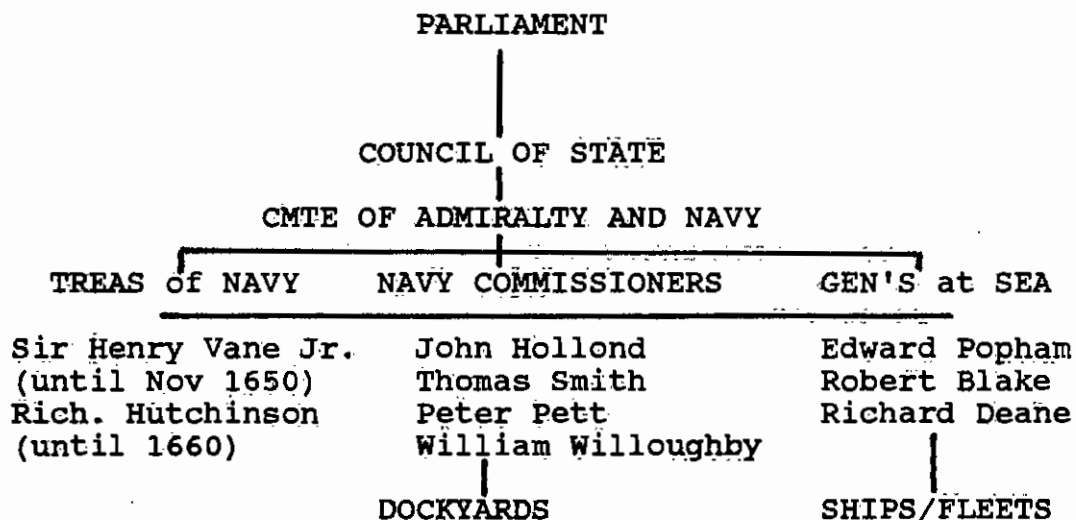 PARLIAMENT
COUNCIL OF STATE
CMTE OF ADMIRALTY AND NAVY
TREAS of NAVY NAVY COMMISSIONERS GEN'S at SEA
Sir Henry Vane Jr. John Hollond Edward Popham
(until Nov 1650) Thomas Smith Robert Blake
Rich. Hutchinson Peter Pett Richard Deane
(until 1660) William Willoughby
DOCKYARDS SHIPS/FLEETS